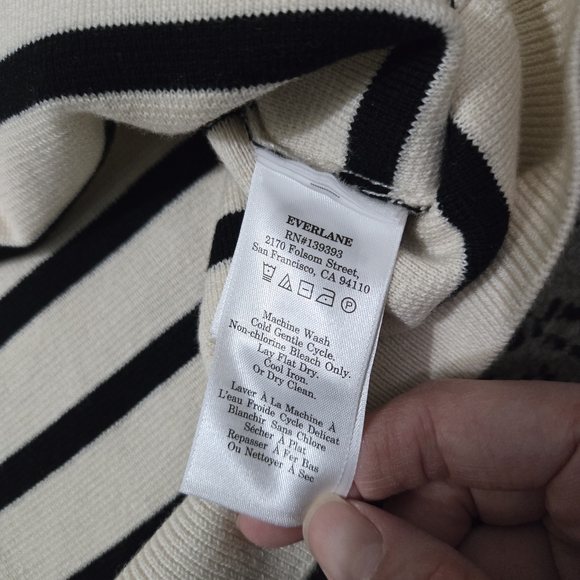 EVERLANE
RN#139393
2170 Folsom Street,
San Francisco, CA 94110
Machine Wash
Cold Gentle Cycle.
Non-chlorine Bleach Only.
Lay Flat Dry.
Cool Iron.
Or Dry Clean.
Laver À La Machine À
L'eau Froide Cycle Delicat
Blanchir Sans Chlore
Sécher À Plat
Repasser À Fer Bas
Ou Nettoyer À Sec